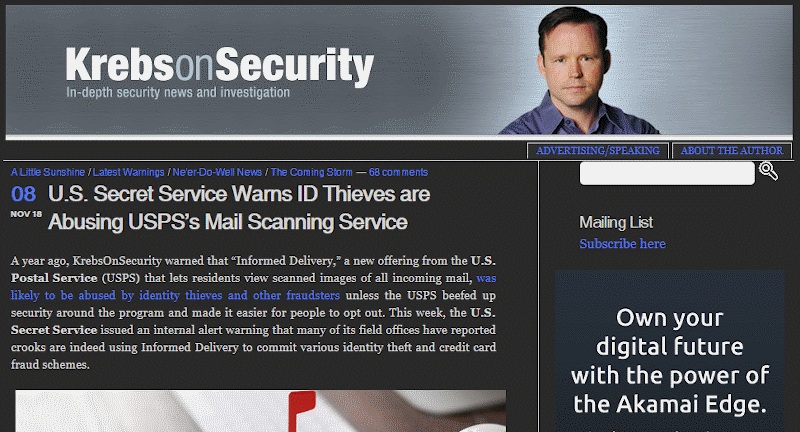 KrebsonSecurity
In-depth security news and investigation
ADVERTISING/SPEAKING
ABOUT THE AUTHOR
A Little Sunshine / Latest Warnings / Ne'er-Do-Well News / The Coming Storm — 68 comments
08
NOV 18
U.S. Secret Service Warns ID Thieves are
Abusing USPS's Mail Scanning Service
A year ago, KrebsOnSecurity warned that “Informed Delivery,” a new offering from the U.S.
Postal Service (USPS) that lets residents view scanned images of all incoming mail, was
likely to be abused by identity thieves and other fraudsters unless the USPS beefed up
security around the program and made it easier for people to opt out. This week, the U.S.
Secret Service issued an internal alert warning that many of its field offices have reported
crooks are indeed using Informed Delivery to commit various identity theft and credit card
fraud schemes.
Mailing List
Subscribe here
Own your
digital future
with the power of
the Akamai Edge.